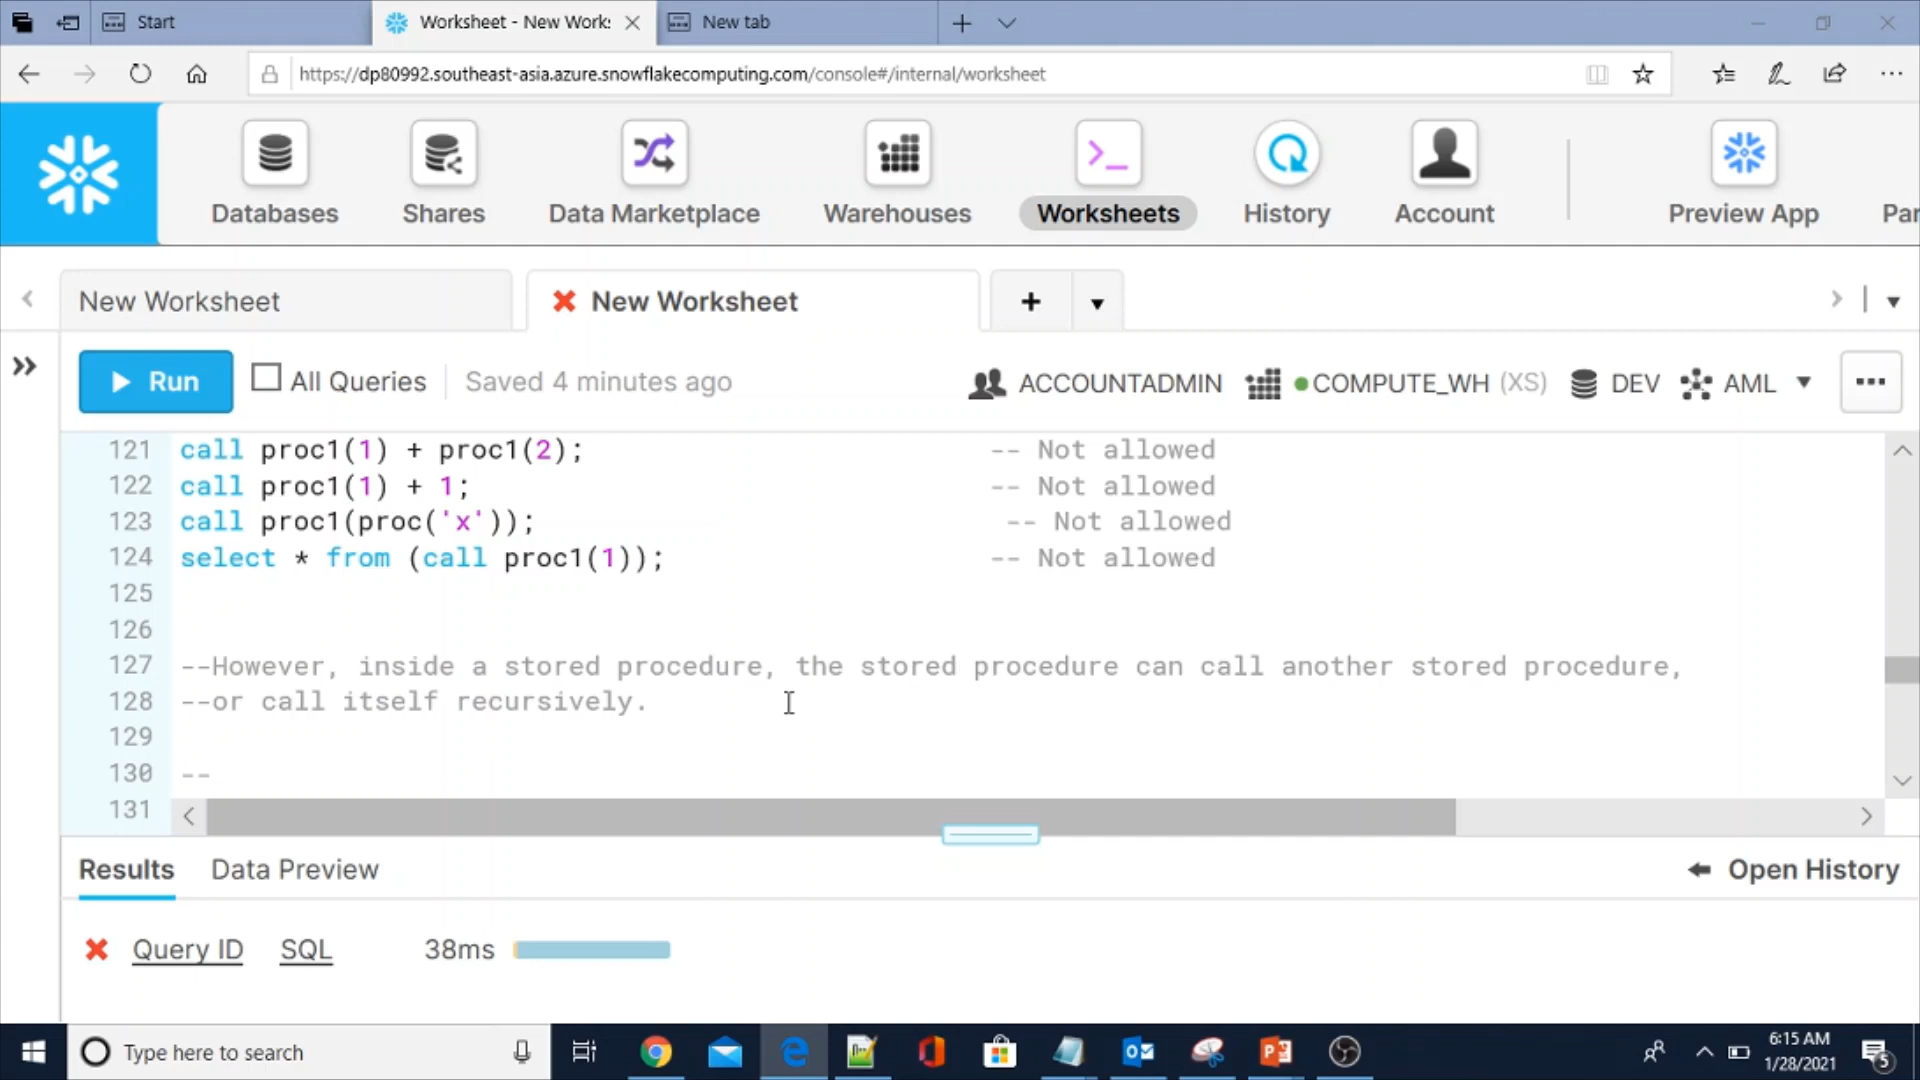 Start
Worksheet - New Work:
New tab
https://dp80992.southeast-asia.azure.snowflakecomputing.com/console#/internal/worksheet
Databases
Shares
Data Marketplace
Warehouses
Worksheets
History
Account
Preview App
Par
New Worksheet
New Worksheet
Run
All Queries
Saved 4 minutes ago
ACCOUNTADMIN
COMPUTE_WH (XS)
DEV
AML
121 call proc1(1) + proc1(2); -- Not allowed
122 call proc1(1) + 1; -- Not allowed
123 call proc1(proc('x')); -- Not allowed
124 select * from (call proc1(1)); -- Not allowed
125
126
127 --However, inside a stored procedure, the stored procedure can call another stored procedure,
128 --or call itself recursively.
129
130 --
131
Results
Data Preview
Open History
Query ID
SQL
38ms
Type here to search
6:15 AM
1/28/2021
5